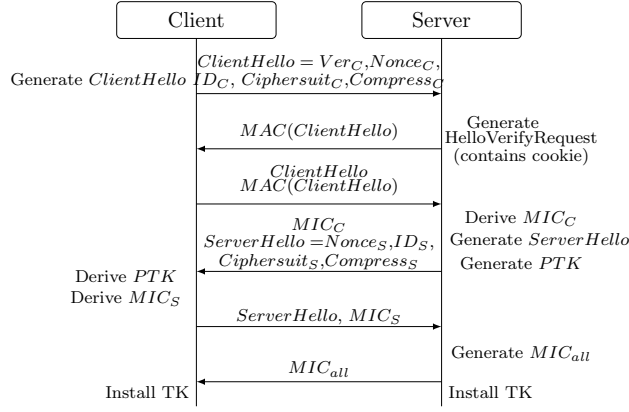 Client Server
ClientHello = Ver_C,Nonce_C,
Generate ClientHello ID_C, Ciphersuit_C,Compress_C
Generate
MAC(ClientHello) HelloVerifyRequest
(contains cookie)
ClientHello
MAC(ClientHello)
MIC_C Derive MIC_C
ServerHello =Nonce_S,ID_S, Generate ServerHello
Ciphersuit_S,Compress_S Generate PTK
Derive PTK
Derive MIC_S
ServerHello, MIC_S
Generate MIC_all
MIC_all
Install TK Install TK